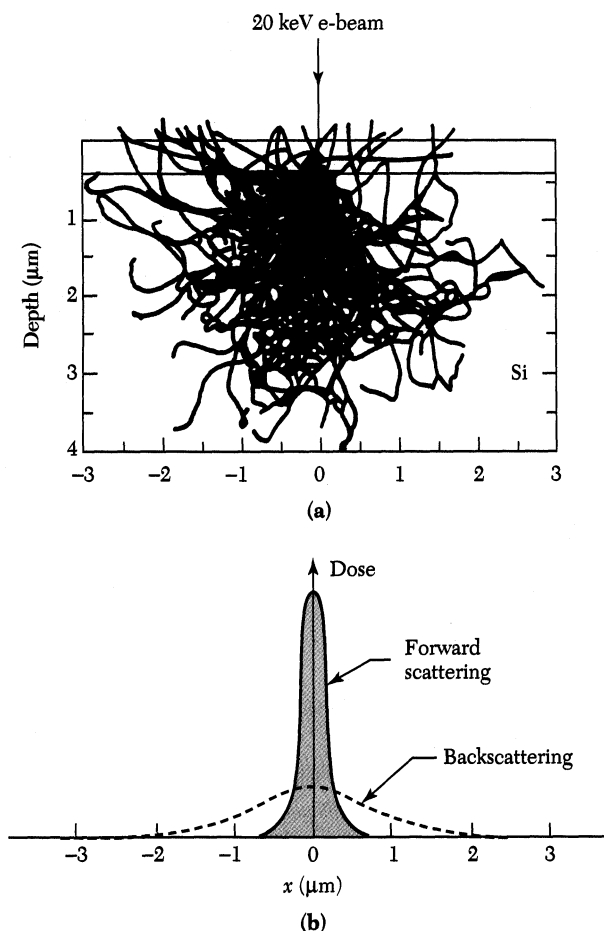 20 keV e-beam
Depth (μm)
1
2
3
4
Si
−3 −2 −1 0 1 2 3
(a)
Dose
Forward
scattering
Backscattering
−3 −2 −1 0 1 2 3
x (μm)
(b)